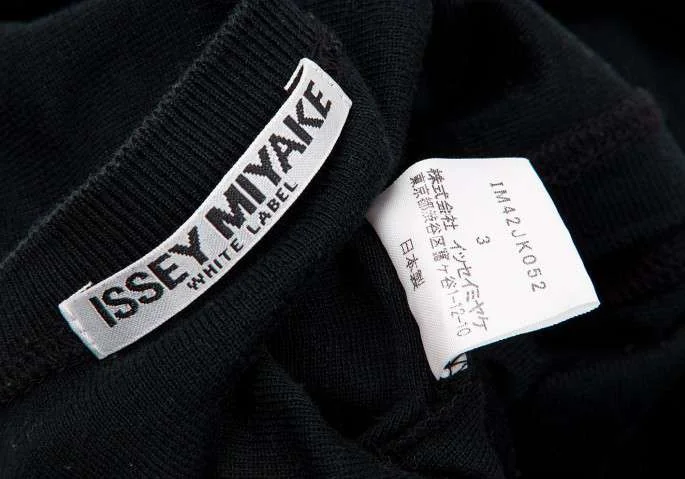 ISSEY MIYAKE
WHITE LABEL
IM42JK052
3
株式会社 イッセイミヤケ
東京都渋谷区富ヶ谷1-12-10
日本製